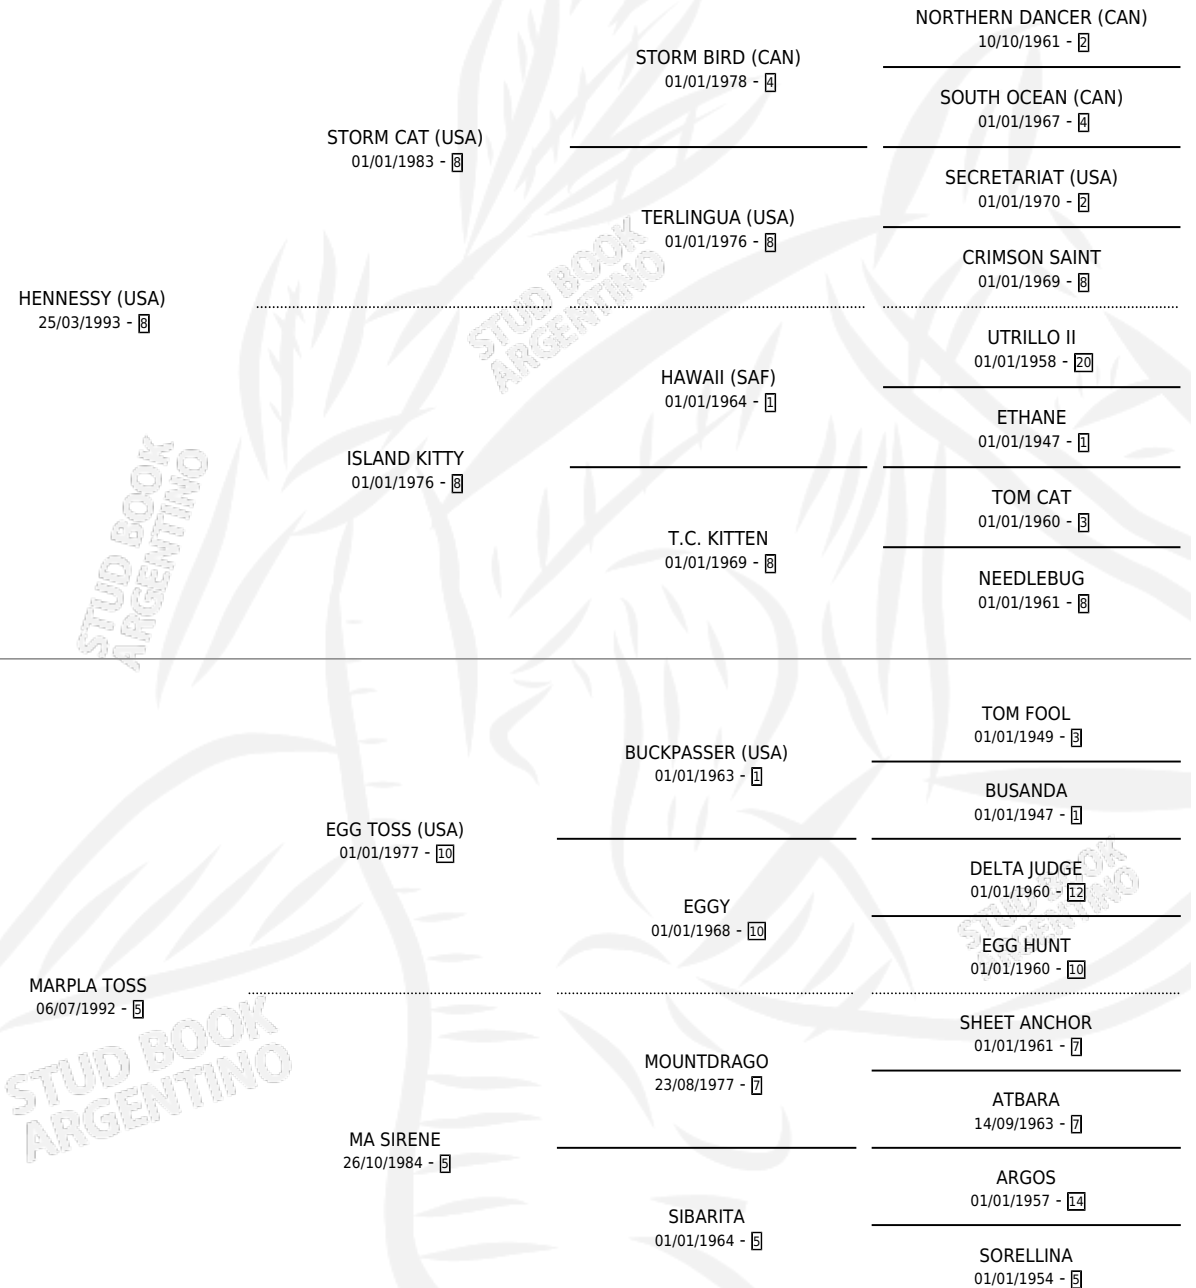 NORTHERN DANCER (CAN)
10/10/1961 - 2
STORM BIRD (CAN)
01/01/1978 - 4
SOUTH OCEAN (CAN)
01/01/1967 - 4
STORM CAT (USA)
01/01/1983 - 8
SECRETARIAT (USA)
01/01/1970 - 2
TERLINGUA (USA)
01/01/1976 - 8
CRIMSON SAINT
01/01/1969 - 8
HENNESSY (USA)
25/03/1993 - 8
UTRILLO II
01/01/1958 - 20
HAWAII (SAF)
01/01/1964 - 1
ETHANE
01/01/1947 - 1
ISLAND KITTY
01/01/1976 - 8
TOM CAT
01/01/1960 - 3
T.C. KITTEN
01/01/1969 - 8
NEEDLEBUG
01/01/1961 - 8
TOM FOOL
01/01/1949 - 3
BUCKPASSER (USA)
01/01/1963 - 1
BUSANDA
01/01/1947 - 1
EGG TOSS (USA)
01/01/1977 - 10
DELTA JUDGE
01/01/1960 - 12
EGGY
01/01/1968 - 10
EGG HUNT
01/01/1960 - 10
MARPLA TOSS
06/07/1992 - 5
SHEET ANCHOR
01/01/1961 - 7
MOUNTDRAGO
23/08/1977 - 7
ATBARA
14/09/1963 - 7
MA SIRENE
26/10/1984 - 5
ARGOS
01/01/1957 - 14
SIBARITA
01/01/1964 - 5
SORELLINA
01/01/1954 - 5
STUD BOOK
ARGENTINO
STUD BOOK
ARGENTINO
STUD BOOK
ARGENTINO
STUD BOOK
ARGENTINO